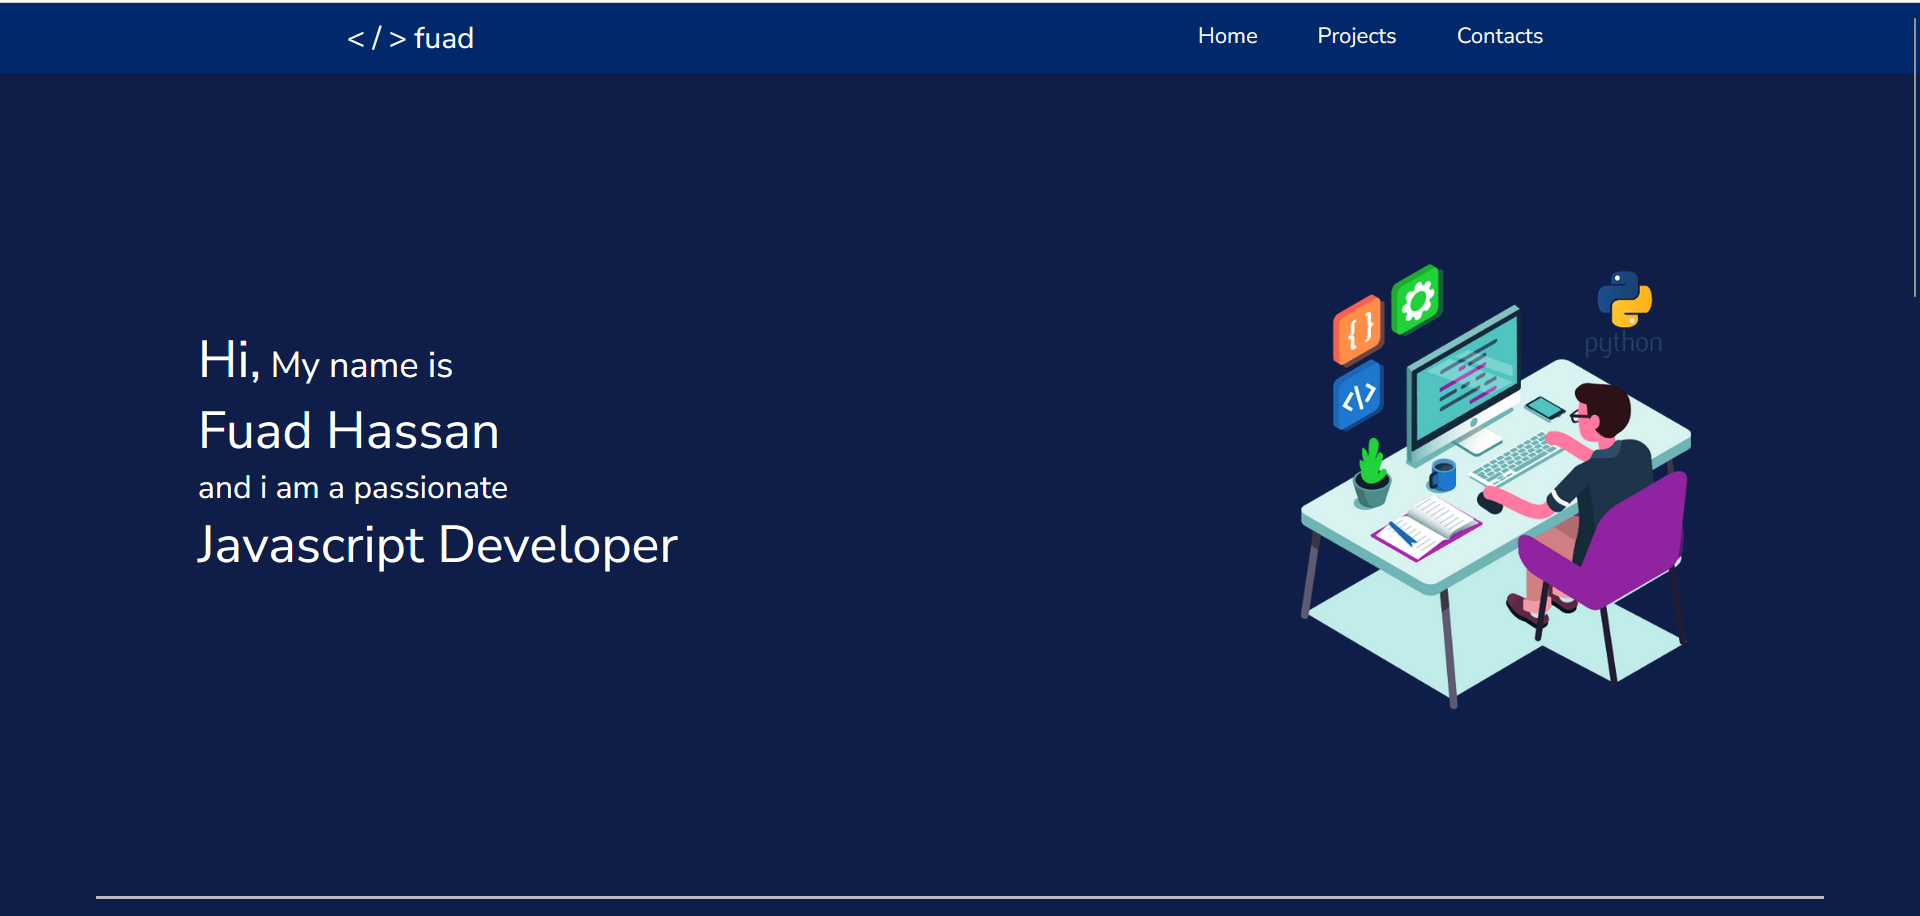 < / > fuad
Home Projects Contacts
Hi, My name is
Fuad Hassan
and i am a passionate
Javascript Developer
{ }
</>
python